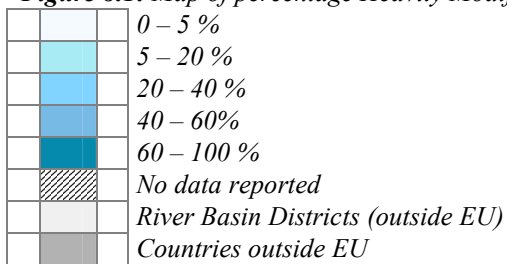 0 – 5 %
5 – 20 %
20 – 40 %
40 – 60%
60 – 100 %
No data reported
River Basin Districts (outside EU)
Countries outside EU